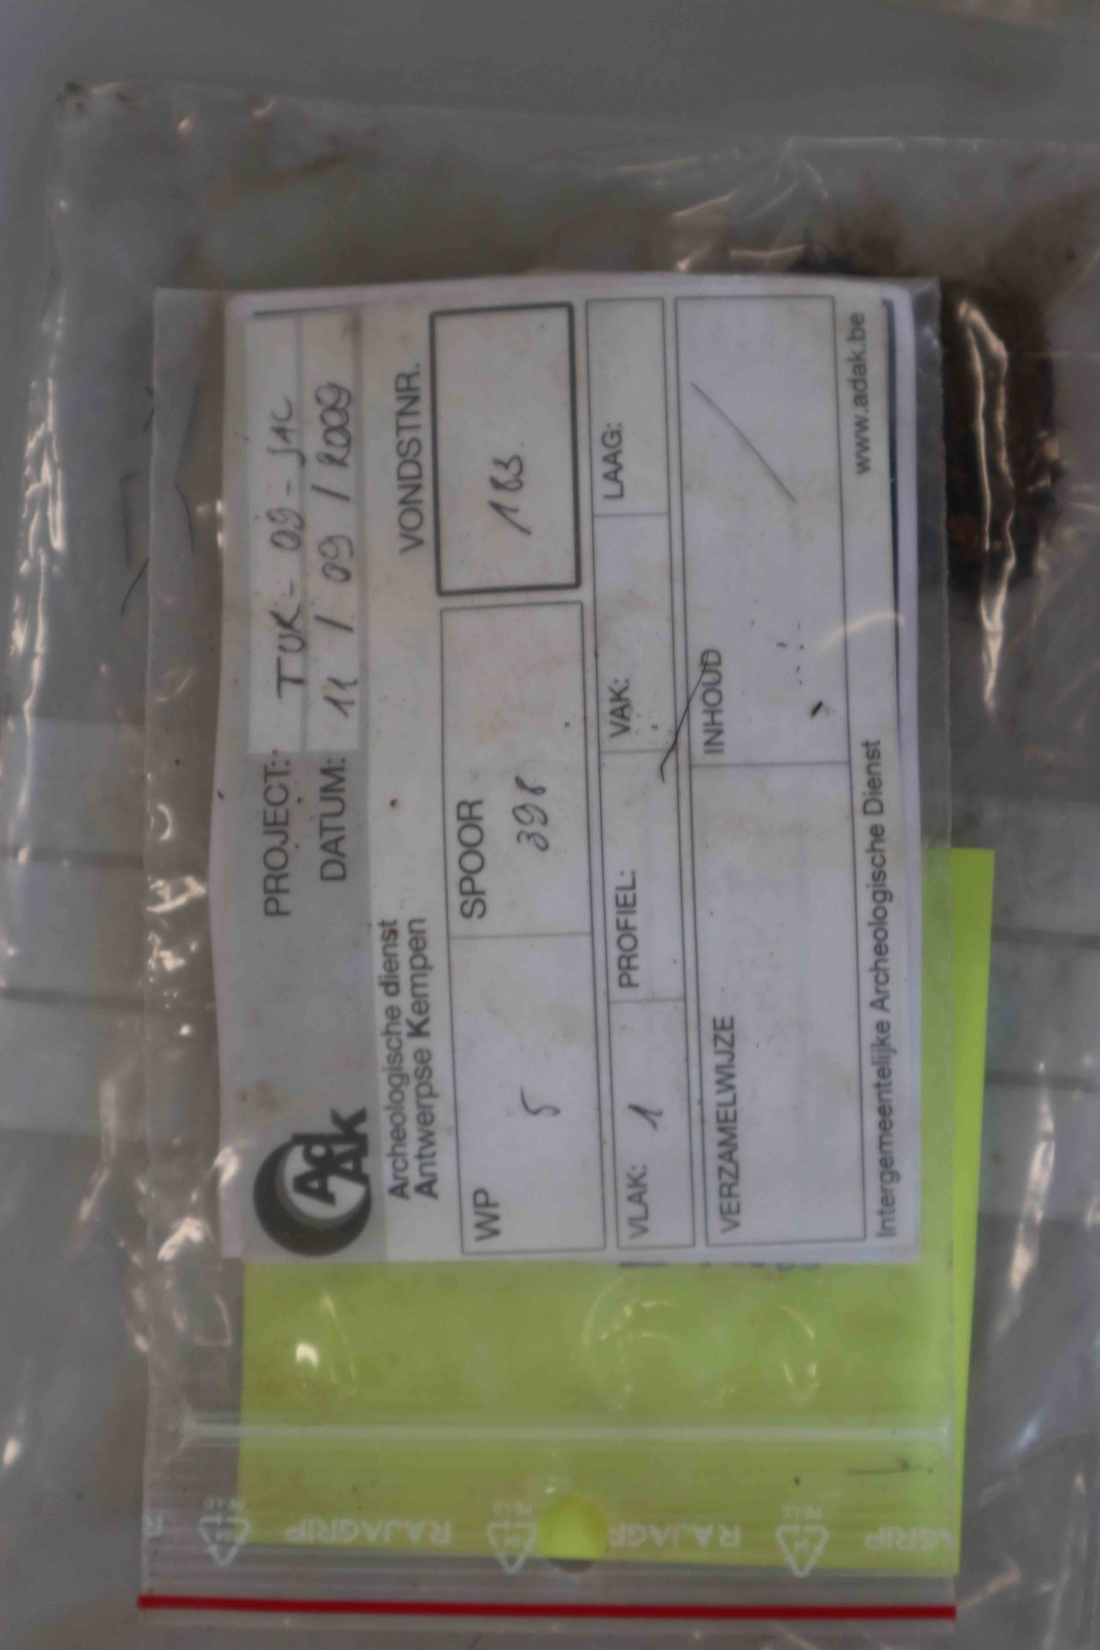 AdAK
PROJECT: TUK-09-JAC
DATUM: 11/09/2009
Archeologische dienst
Antwerpse Kempen
VONDSTNR.
183
WP
5
SPOOR
398
VLAK: 1
PROFIEL:
VAK:
LAAG:
VERZAMELWIJZE
INHOUD
Intergemeentelijke Archeologische Dienst
www.adak.be
RAJAGRIP
RAJAGRIP